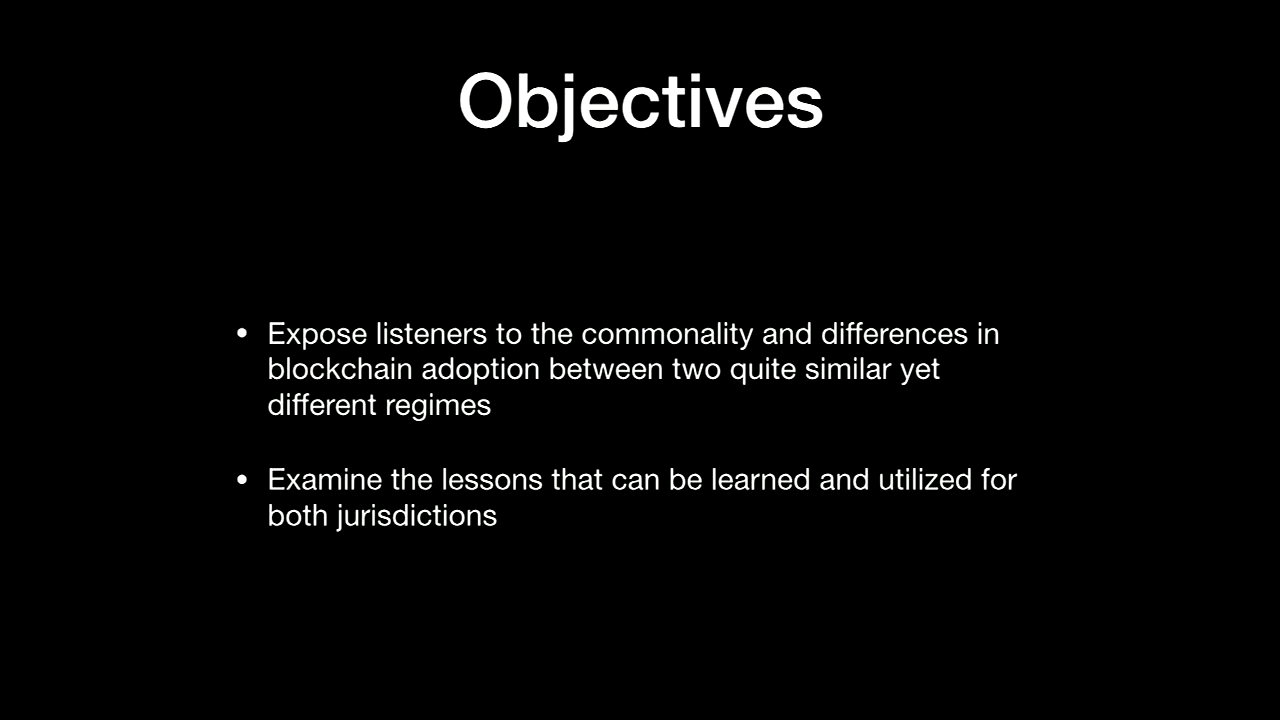 Objectives
• Expose listeners to the commonality and differences in
blockchain adoption between two quite similar yet
different regimes
• Examine the lessons that can be learned and utilized for
both jurisdictions